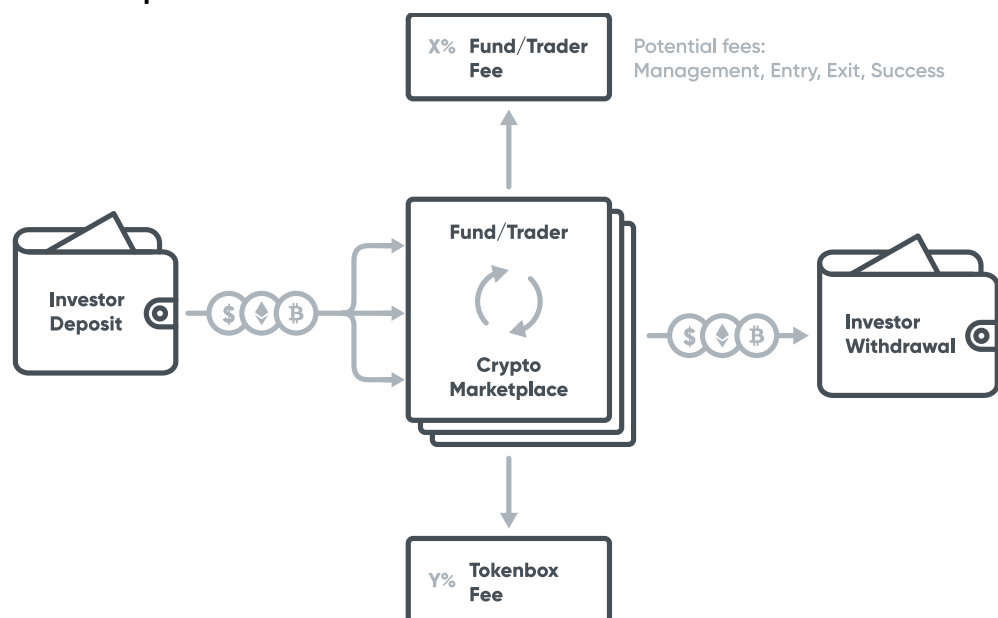 X% Fund/Trader
Fee
Potential fees:
Management, Entry, Exit, Success
Fund/Trader
Investor
Deposit
$
₿
Crypto
Marketplace
$
₿
Investor
Withdrawal
Y% Tokenbox
Fee